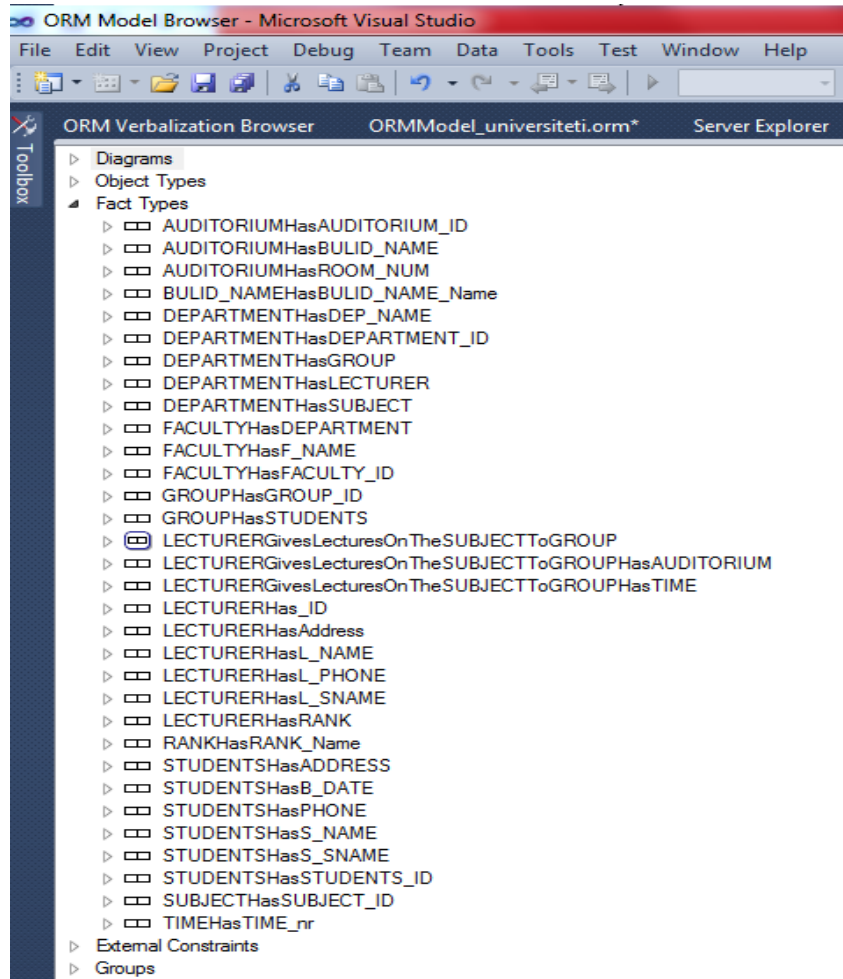 ORM Model Browser - Microsoft Visual Studio
File Edit View Project Debug Team Data Tools Test Window Help
Toolbox
ORM Verbalization Browser ORMModel_universiteti.orm* Server Explorer
Diagrams
Object Types
Fact Types
AUDITORIUMHasAUDITORIUM_ID
AUDITORIUMHasBULID_NAME
AUDITORIUMHasROOM_NUM
BULID_NAMEHasBULID_NAME_Name
DEPARTMENTHasDEP_NAME
DEPARTMENTHasDEPARTMENT_ID
DEPARTMENTHasGROUP
DEPARTMENTHasLECTURER
DEPARTMENTHasSUBJECT
FACULTYHasDEPARTMENT
FACULTYHasF_NAME
FACULTYHasFACULTY_ID
GROUPHasGROUP_ID
GROUPHasSTUDENTS
LECTURERGivesLecturesOnTheSUBJECTToGROUP
LECTURERGivesLecturesOnTheSUBJECTToGROUPHasAUDITORIUM
LECTURERGivesLecturesOnTheSUBJECTToGROUPHasTIME
LECTURERHas_ID
LECTURERHasAddress
LECTURERHasL_NAME
LECTURERHasL_PHONE
LECTURERHasL_SNAME
LECTURERHasRANK
RANKHasRANK_Name
STUDENTSHasADDRESS
STUDENTSHasB_DATE
STUDENTSHasPHONE
STUDENTSHasS_NAME
STUDENTSHasS_SNAME
STUDENTSHasSTUDENTS_ID
SUBJECTHasSUBJECT_ID
TIMEHasTIME_nr
External Constraints
Groups